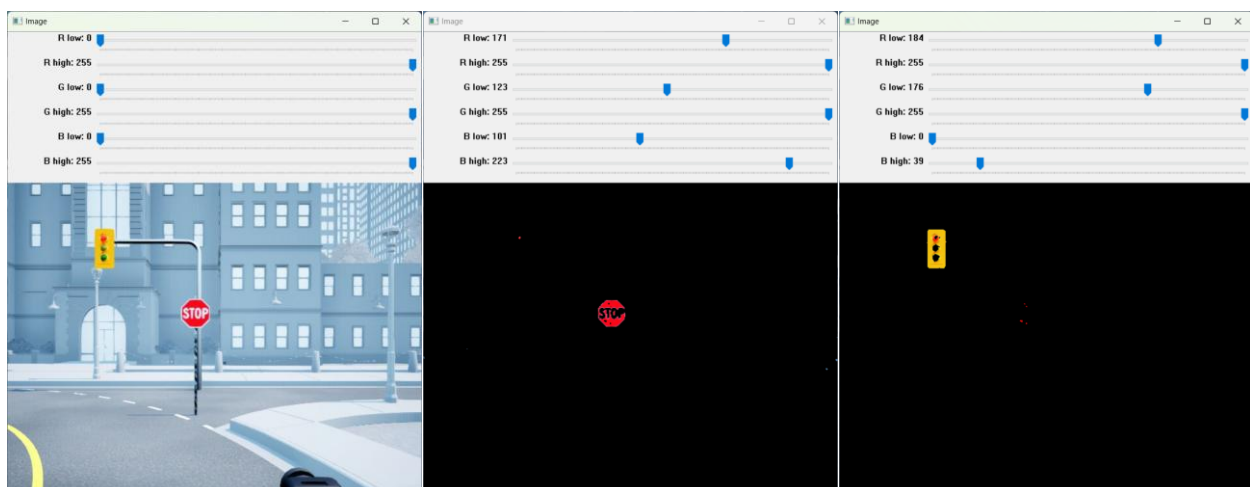 Image
R low: 0
R high: 255
G low: 0
G high: 255
B low: 0
B high: 255
STOP
Image
R low: 171
R high: 255
G low: 123
G high: 255
B low: 101
B high: 223
STOP
Image
R low: 184
R high: 255
G low: 176
G high: 255
B low: 0
B high: 39